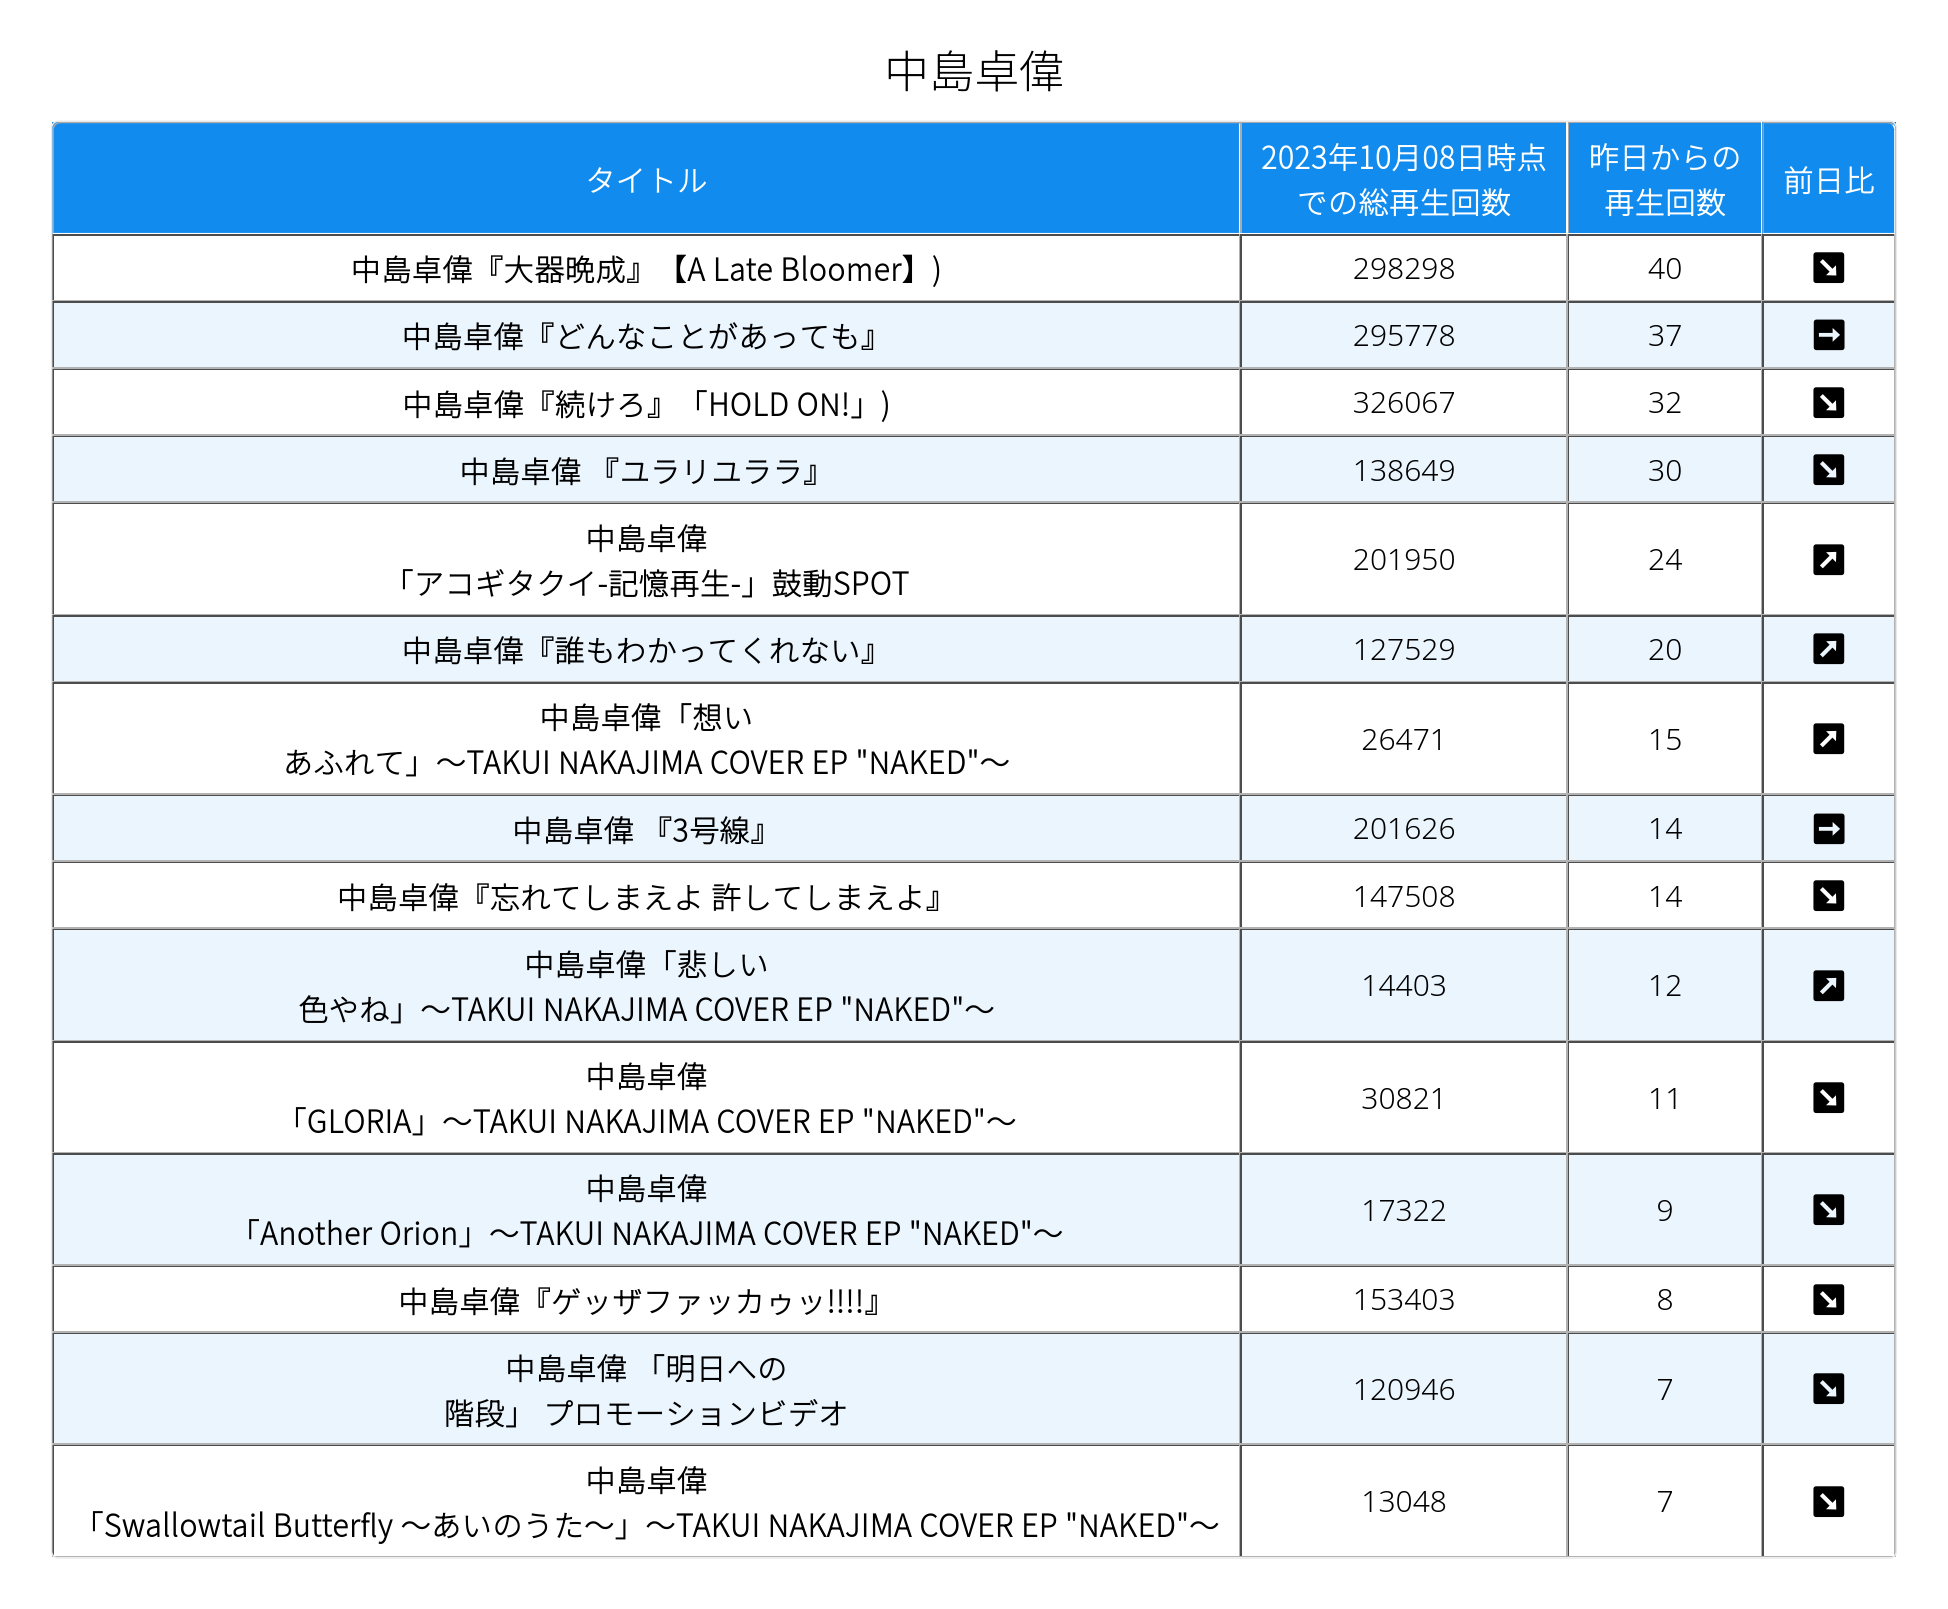 中島卓偉
タイトル
2023年10月08日時点
での総再生回数
昨日からの
再生回数
前日比
中島卓偉『大器晩成』【A Late Bloomer】)
298298
40
中島卓偉『どんなことがあっても』
295778
37
中島卓偉『続けろ』「HOLD ON!」)
326067
32
中島卓偉 『ユラリユララ』
138649
30
中島卓偉
「アコギタクイ-記憶再生-」鼓動SPOT
201950
24
中島卓偉『誰もわかってくれない』
127529
20
中島卓偉「想い
あふれて」～TAKUI NAKAJIMA COVER EP "NAKED"～
26471
15
中島卓偉 『3号線』
201626
14
中島卓偉『忘れてしまえよ 許してしまえよ』
147508
14
中島卓偉「悲しい
色やね」～TAKUI NAKAJIMA COVER EP "NAKED"～
14403
12
中島卓偉
「GLORIA」～TAKUI NAKAJIMA COVER EP "NAKED"～
30821
11
中島卓偉
「Another Orion」～TAKUI NAKAJIMA COVER EP "NAKED"～
17322
9
中島卓偉『ゲッザファッカゥッ!!!!』
153403
8
中島卓偉 「明日への
階段」 プロモーションビデオ
120946
7
中島卓偉
「Swallowtail Butterfly ～あいのうた～」～TAKUI NAKAJIMA COVER EP "NAKED"～
13048
7